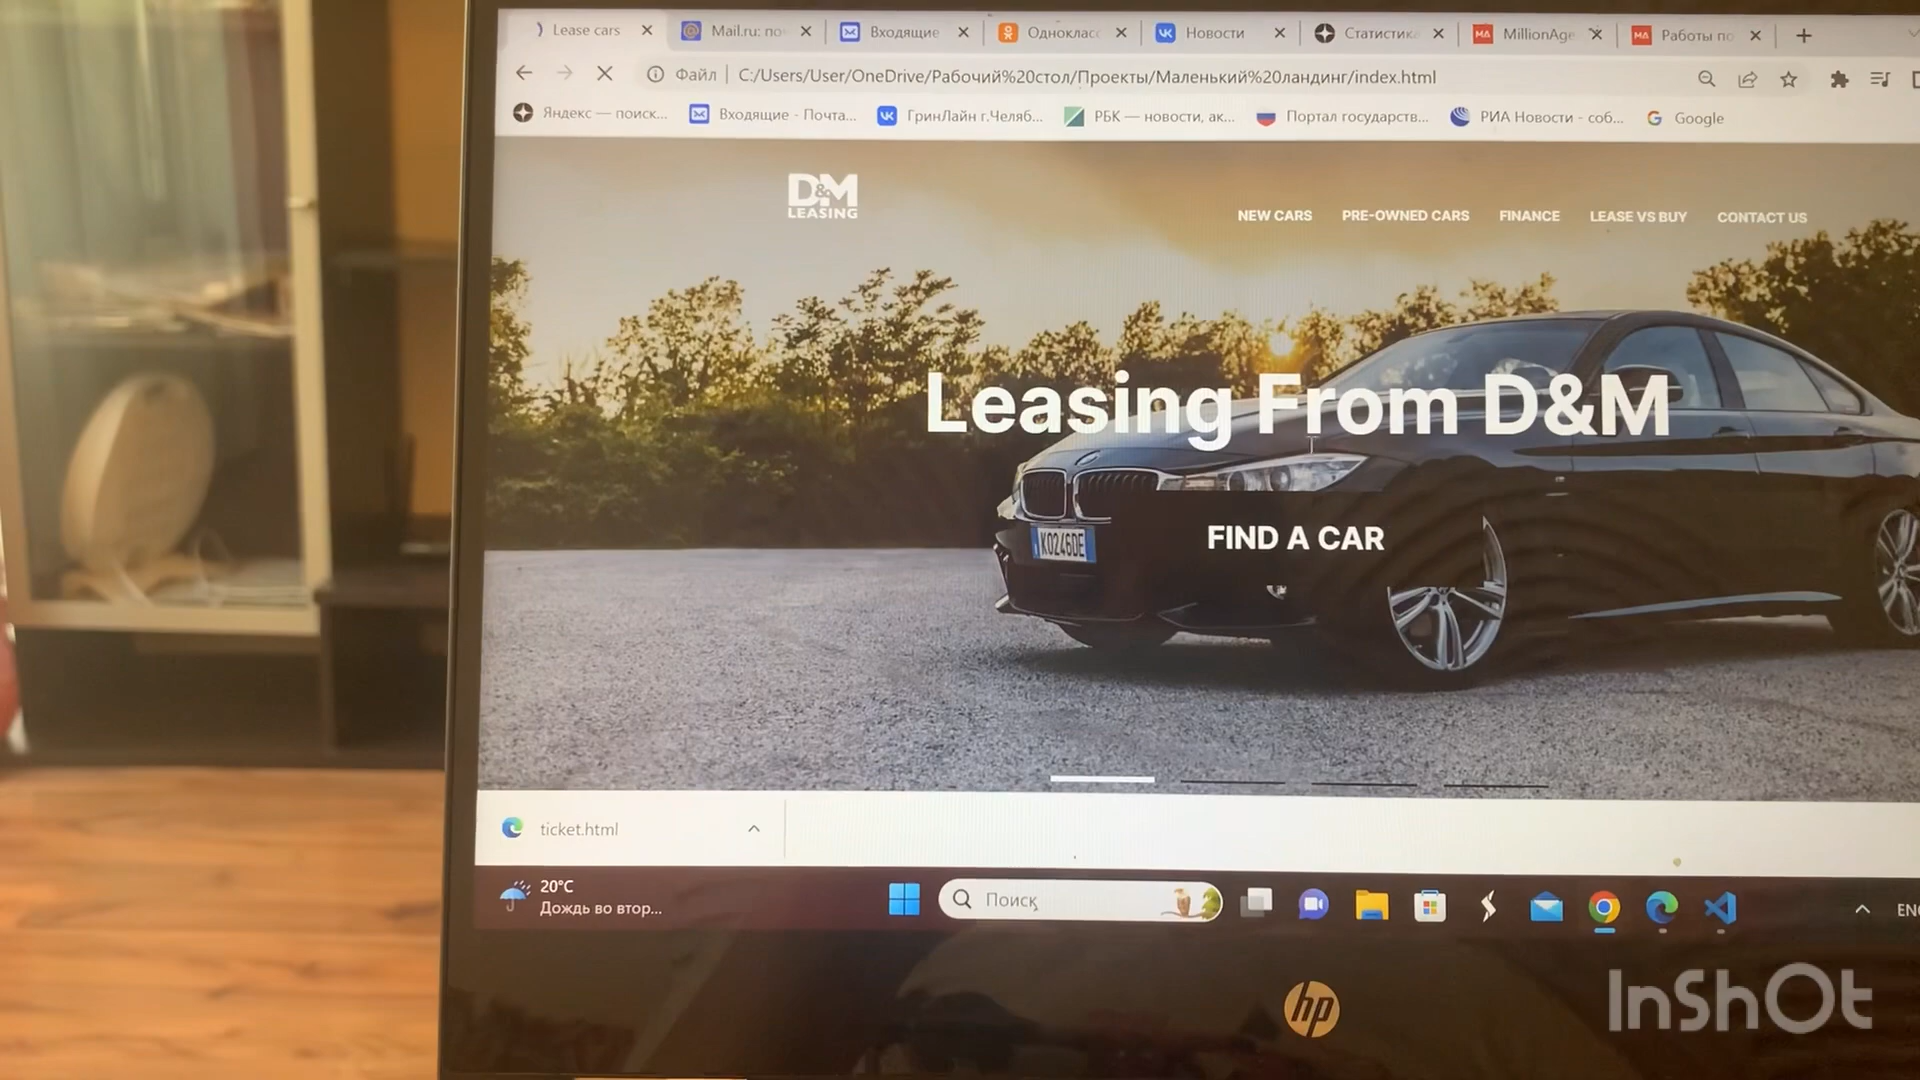 Lease cars
Mail.ru: по
Входящие
Одноклас
Новости
Статистика
MillionAge
Работы по
Файл
C:/Users/User/OneDrive/Рабочий%20стол/Проекты/Маленький%20ландинг/index.html
Яндекс — поиск...
Входящие - Почта...
ГринЛайн г.Челяб...
РБК — новости, ак...
Портал государств...
РИА Новости - соб...
Google
D&M
LEASING
NEW CARS
PRE-OWNED CARS
FINANCE
LEASE VS BUY
CONTACT US
Leasing From D&M
K0246DE
FIND A CAR
ticket.html
20°C
Дождь во втор...
Поиск
ENG
hp
InShOt